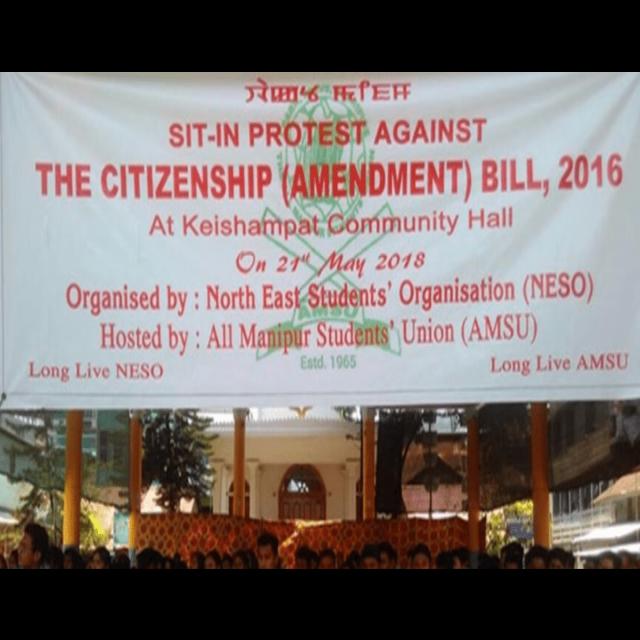 SIT-IN PROTEST AGAINST
THE CITIZENSHIP (AMENDMENT) BILL, 2016
At Keishampat Community Hall
On 21st May 2018
Organised by : North East Students' Organisation (NESO)
AMSU
Hosted by : All Manipur Students' Union (AMSU)
Estd. 1965
Long Live NESO
Long Live AMSU